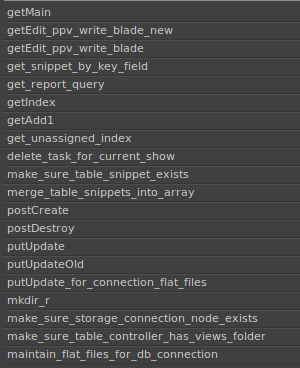 getMain
getEdit_ppv_write_blade_new
getEdit_ppv_write_blade
get_snippet_by_key_field
get_report_query
getIndex
getAdd1
get_unassigned_index
delete_task_for_current_show
make_sure_table_snippet_exists
merge_table_snippets_into_array
postCreate
postDestroy
putUpdate
putUpdateOld
putUpdate_for_connection_flat_files
mkdir_r
make_sure_storage_connection_node_exists
make_sure_table_controller_has_views_folder
maintain_flat_files_for_db_connection